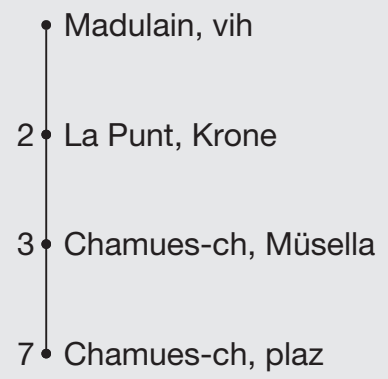 Madulain, vih
2 La Punt, Krone
3 Chamues-ch, Müsella
7 Chamues-ch, plaz